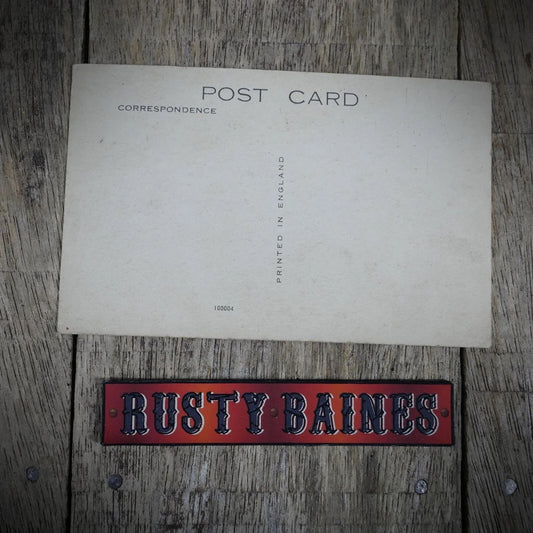 POST CARD
CORRESPONDENCE
PRINTED IN ENGLAND
100004
RUSTY BAINES